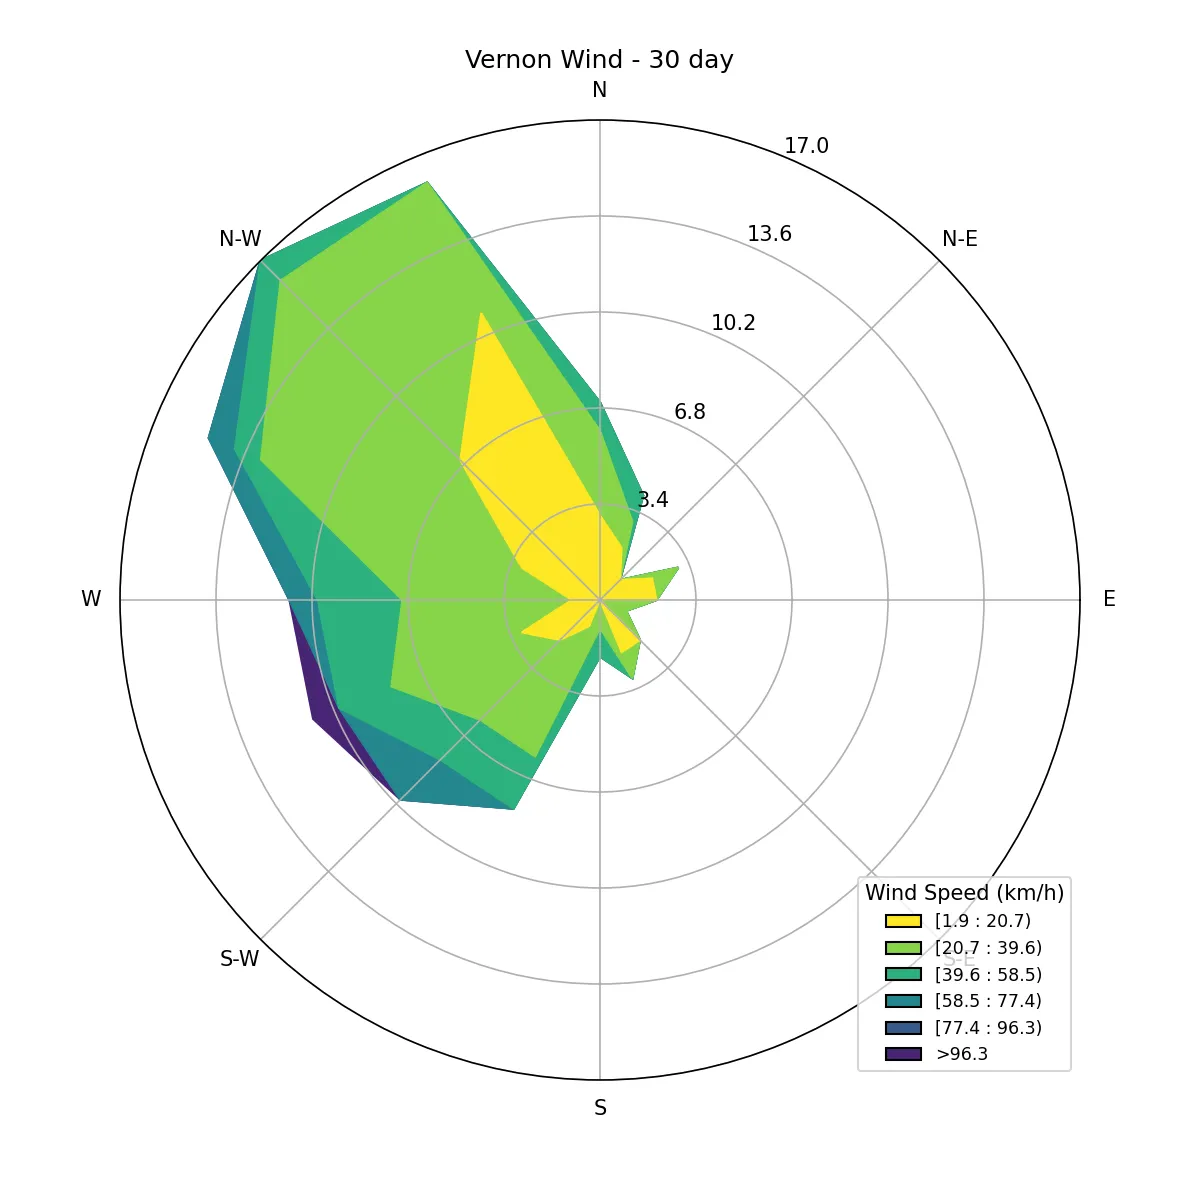 Vernon Wind - 30 day
N
17.0
13.6
N-W
N-E
10.2
6.8
3.4
W
E
S-W
S-E
Wind Speed (km/h)
[1.9 : 20.7)
[20.7 : 39.6)
[39.6 : 58.5)
[58.5 : 77.4)
[77.4 : 96.3)
>96.3
S